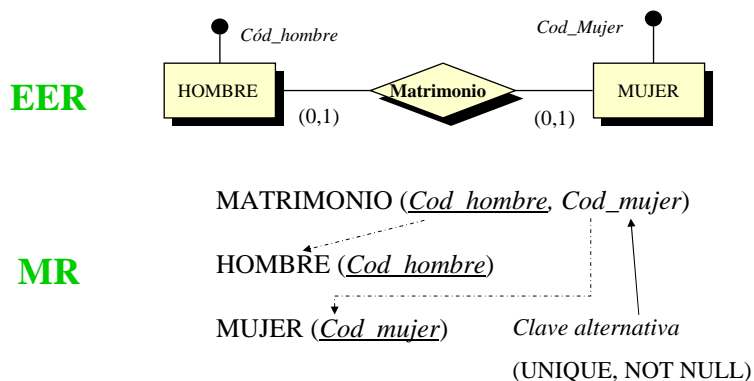 Cód_hombre
Cod_Mujer
EER
HOMBRE
Matrimonio
MUJER
(0,1)
(0,1)
MATRIMONIO (Cod_hombre, Cod_mujer)
HOMBRE (Cod_hombre)
MR
MUJER (Cod_mujer)
Clave alternativa
(UNIQUE, NOT NULL)